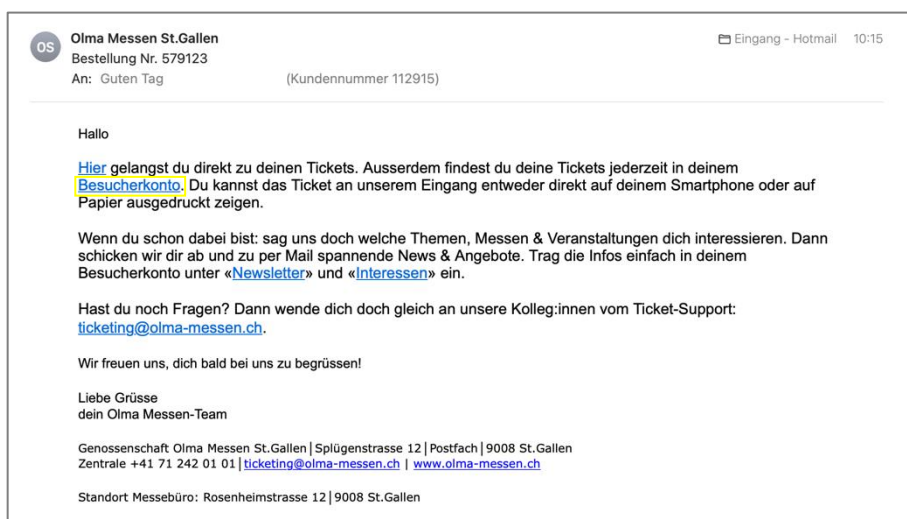 OS
Olma Messen St.Gallen
Eingang - Hotmail 10:15
Bestellung Nr. 579123
An: Guten Tag (Kundennummer 112915)
Hallo
Hier gelangst du direkt zu deinen Tickets. Ausserdem findest du deine Tickets jederzeit in deinem
Besucherkonto. Du kannst das Ticket an unserem Eingang entweder direkt auf deinem Smartphone oder auf
Papier ausgedruckt zeigen.
Wenn du schon dabei bist: sag uns doch welche Themen, Messen & Veranstaltungen dich interessieren. Dann
schicken wir dir ab und zu per Mail spannende News & Angebote. Trag die Infos einfach in deinem
Besucherkonto unter «Newsletter» und «Interessen» ein.
Hast du noch Fragen? Dann wende dich doch gleich an unsere Kolleg:innen vom Ticket-Support:
ticketing@olma-messen.ch.
Wir freuen uns, dich bald bei uns zu begrüssen!
Liebe Grüsse
dein Olma Messen-Team
Genossenschaft Olma Messen St.Gallen | Splügenstrasse 12 | Postfach | 9008 St.Gallen
Zentrale +41 71 242 01 01 | ticketing@olma-messen.ch | www.olma-messen.ch
Standort Messebüro: Rosenheimstrasse 12 | 9008 St.Gallen